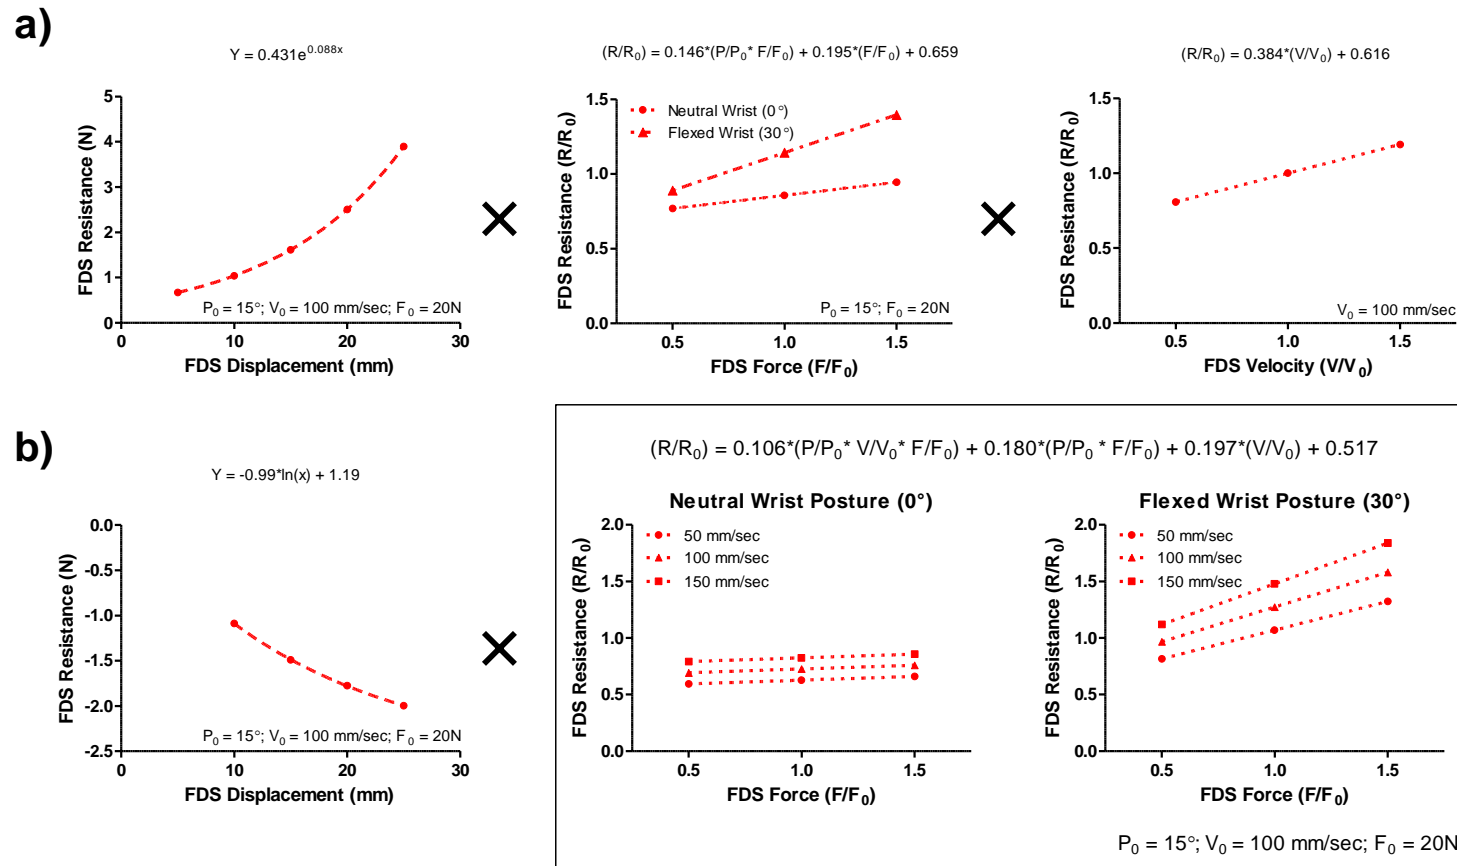 a)
Y = 0.431e^0.088x
FDS Resistance (N)
5
4
3
2
1
0
P₀ = 15°; V₀ = 100 mm/sec; F₀ = 20N
0
10
20
30
FDS Displacement (mm)
(R/R₀) = 0.146*(P/P₀* F/F₀) + 0.195*(F/F₀) + 0.659
FDS Resistance (R/R₀)
1.5
1.0
0.5
0.0
Neutral Wrist (0°)
Flexed Wrist (30°)
P₀ = 15°; F₀ = 20N
0.5
1.0
1.5
FDS Force (F/F₀)
(R/R₀) = 0.384*(V/V₀) + 0.616
FDS Resistance (R/R₀)
1.5
1.0
0.5
0.0
V₀ = 100 mm/sec
0.5
1.0
1.5
FDS Velocity (V/V₀)
b)
Y = -0.99*ln(x) + 1.19
FDS Resistance (N)
0.0
-0.5
-1.0
-1.5
-2.0
-2.5
P₀ = 15°; V₀ = 100 mm/sec; F₀ = 20N
0
10
20
30
FDS Displacement (mm)
(R/R₀) = 0.106*(P/P₀* V/V₀* F/F₀) + 0.180*(P/P₀ * F/F₀) + 0.197*(V/V₀) + 0.517
Neutral Wrist Posture (0°)
FDS Resistance (R/R₀)
2.0
1.5
1.0
0.5
0.0
50 mm/sec
100 mm/sec
150 mm/sec
0.5
1.0
1.5
FDS Force (F/F₀)
Flexed Wrist Posture (30°)
FDS Resistance (R/R₀)
2.0
1.5
1.0
0.5
0.0
50 mm/sec
100 mm/sec
150 mm/sec
0.5
1.0
1.5
FDS Force (F/F₀)
P₀ = 15°; V₀ = 100 mm/sec; F₀ = 20N